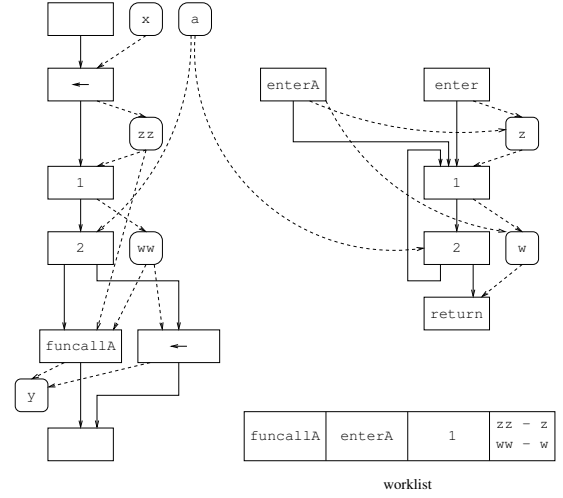 x
a
←
enterA
enter
zz
z
1
1
2
ww
2
w
return
funcallA
←
y
funcallA enterA 1 zz − z
ww − w
worklist